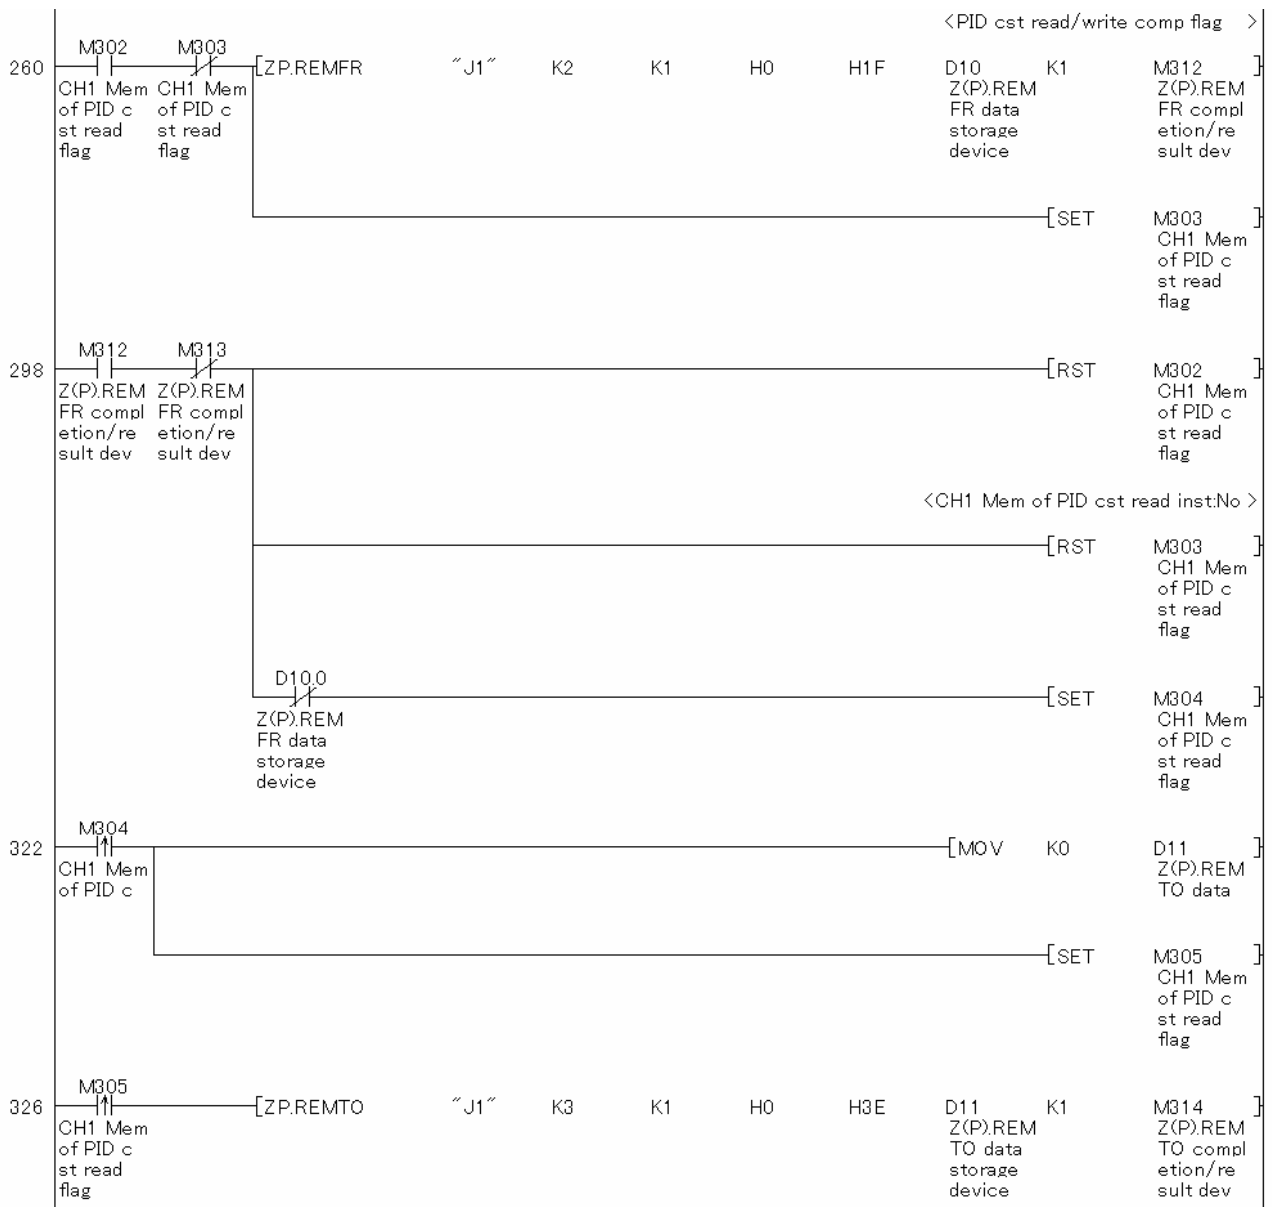 <PID cst read/write comp flag >
M302 M303
260 [ZP.REMFR "J1" K2 K1 H0 H1F D10 K1 M312 ]
CH1 Mem CH1 Mem Z(P).REM Z(P).REM
of PID c of PID c FR data FR compl
st read st read storage etion/re
flag flag device sult dev
[SET M303 ]
CH1 Mem
of PID c
st read
flag
M312 M313
298 [RST M302 ]
Z(P).REM Z(P).REM CH1 Mem
FR compl FR compl of PID c
etion/re etion/re st read
sult dev sult dev flag
<CH1 Mem of PID cst read inst:No >
[RST M303 ]
CH1 Mem
of PID c
st read
flag
D10.0
[SET M304 ]
Z(P).REM CH1 Mem
FR data of PID c
storage st read
device flag
M304
322 [MOV K0 D11 ]
CH1 Mem Z(P).REM
of PID c TO data
[SET M305 ]
CH1 Mem
of PID c
st read
flag
M305
326 [ZP.REMTO "J1" K3 K1 H0 H3E D11 K1 M314 ]
CH1 Mem Z(P).REM Z(P).REM
of PID c TO data TO compl
st read storage etion/re
flag device sult dev